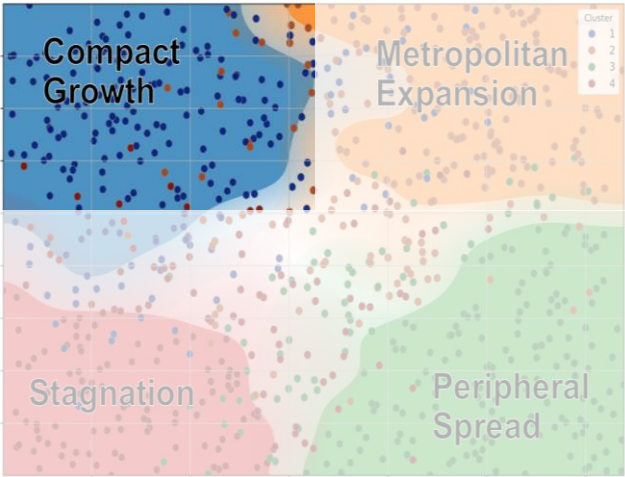 Compact
Growth
Metropolitan
Expansion
Cluster
1
2
3
4
Stagnation
Peripheral
Spread